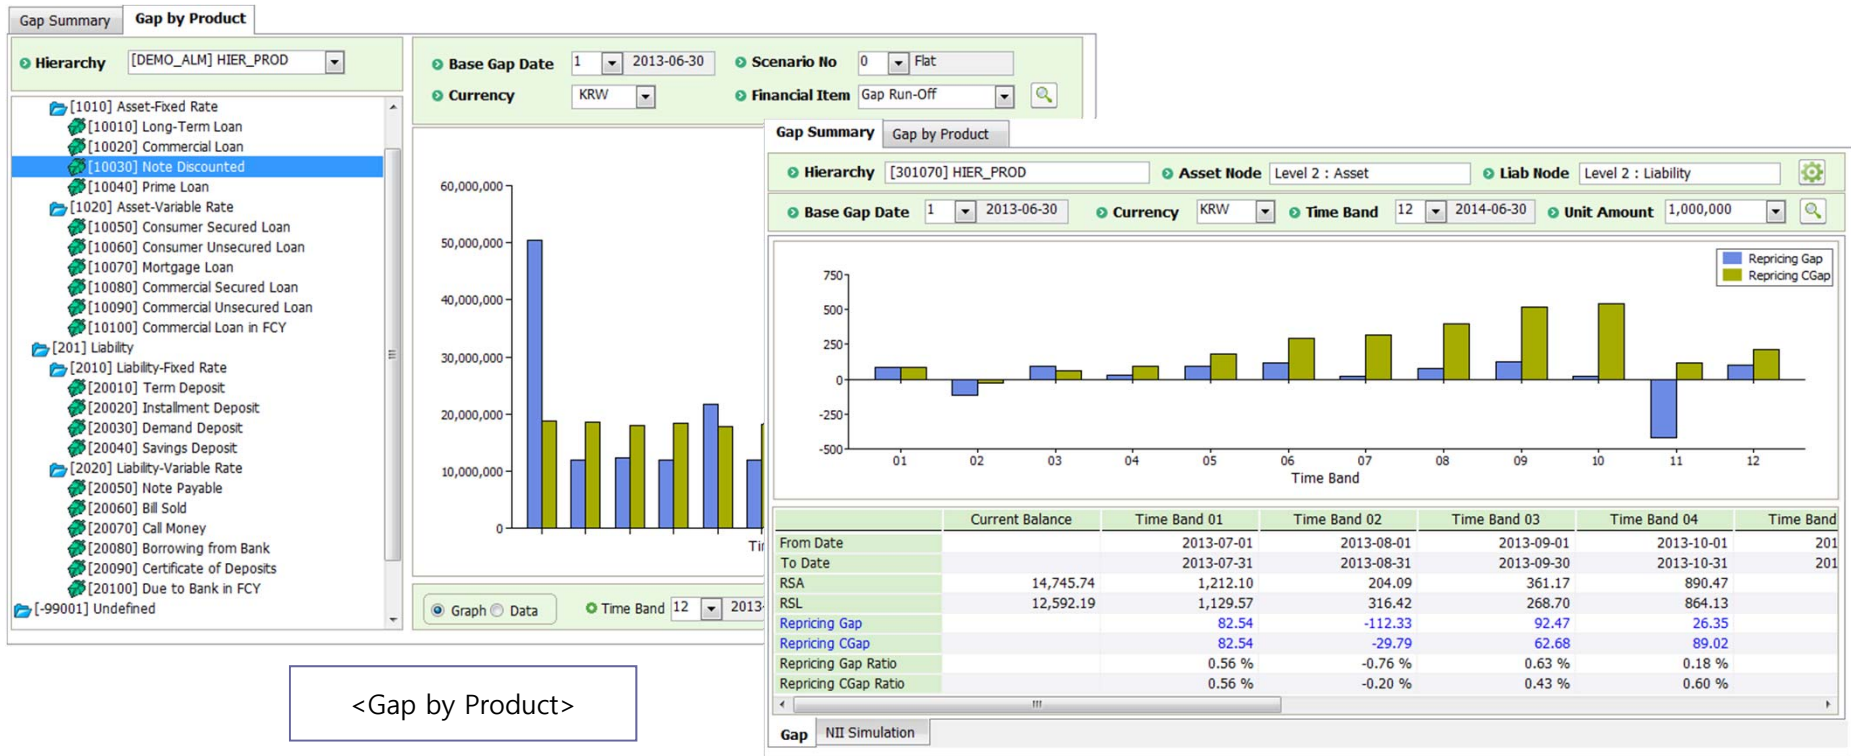 Gap Summary Gap by Product
Hierarchy [DEMO_ALM] HIER_PROD
[1010] Asset-Fixed Rate
[10010] Long-Term Loan
[10020] Commercial Loan
[10030] Note Discounted
[10040] Prime Loan
[1020] Asset-Variable Rate
[10050] Consumer Secured Loan
[10060] Consumer Unsecured Loan
[10070] Mortgage Loan
[10080] Commercial Secured Loan
[10090] Commercial Unsecured Loan
[10100] Commercial Loan in FCY
[201] Liability
[2010] Liability-Fixed Rate
[20010] Term Deposit
[20020] Installment Deposit
[20030] Demand Deposit
[20040] Savings Deposit
[2020] Liability-Variable Rate
[20050] Note Payable
[20060] Bill Sold
[20070] Call Money
[20080] Borrowing from Bank
[20090] Certificate of Deposits
[20100] Due to Bank in FCY
[-99001] Undefined
Base Gap Date 1 2013-06-30 Scenario No 0 Flat
Currency KRW Financial Item Gap Run-Off
60,000,000
50,000,000
40,000,000
30,000,000
20,000,000
10,000,000
0
Graph Data Time Band 12 2013-
<Gap by Product>
Gap Summary Gap by Product
Hierarchy [301070] HIER_PROD Asset Node Level 2 : Asset Liab Node Level 2 : Liability
Base Gap Date 1 2013-06-30 Currency KRW Time Band 12 2014-06-30 Unit Amount 1,000,000
Repricing Gap
Repricing CGap
750
500
250
0
-250
-500
01 02 03 04 05 06 07 08 09 10 11 12
Time Band
Current Balance Time Band 01 Time Band 02 Time Band 03 Time Band 04 Time Band
From Date 2013-07-01 2013-08-01 2013-09-01 2013-10-01 201
To Date 2013-07-31 2013-08-31 2013-09-30 2013-10-31 201
RSA 14,745.74 1,212.10 204.09 361.17 890.47
RSL 12,592.19 1,129.57 316.42 268.70 864.13
Repricing Gap 82.54 -112.33 92.47 26.35
Repricing CGap 82.54 -29.79 62.68 89.02
Repricing Gap Ratio 0.56 % -0.76 % 0.63 % 0.18 %
Repricing CGap Ratio 0.56 % -0.20 % 0.43 % 0.60 %
Gap NII Simulation